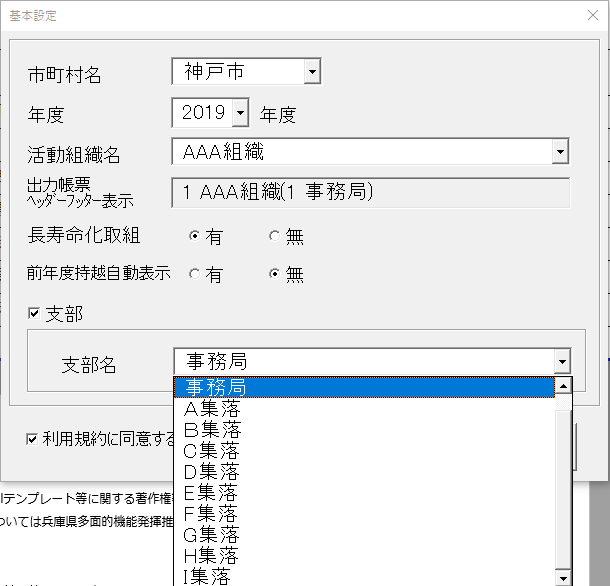 基本設定
市町村名 神戸市
年度 2019 年度
活動組織名 AAA組織
出力帳票
ﾍｯﾀﾞｰﾌｯﾀｰ表示 1 AAA組織(1 事務局)
長寿命化取組 有 無
前年度持越自動表示 有 無
支部
支部名 事務局
事務局
A集落
B集落
C集落
D集落
E集落
F集落
G集落
H集落
I集落
利用規約に同意する
テンプレート等に関する著作権
ついては兵庫県多面的機能発揮推